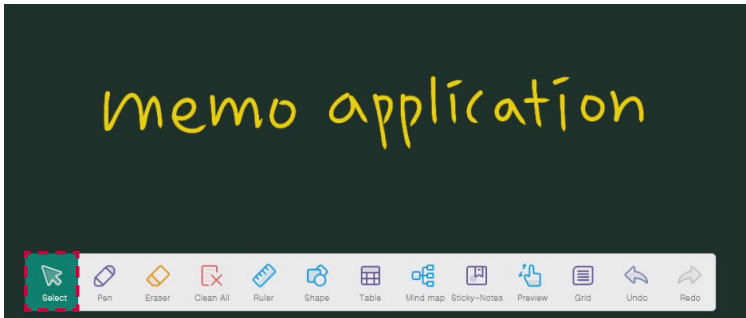 memo application
Select Pen Eraser Clean All Ruler Shape Table Mind map Sticky-Notes Preview Grid Undo Redo